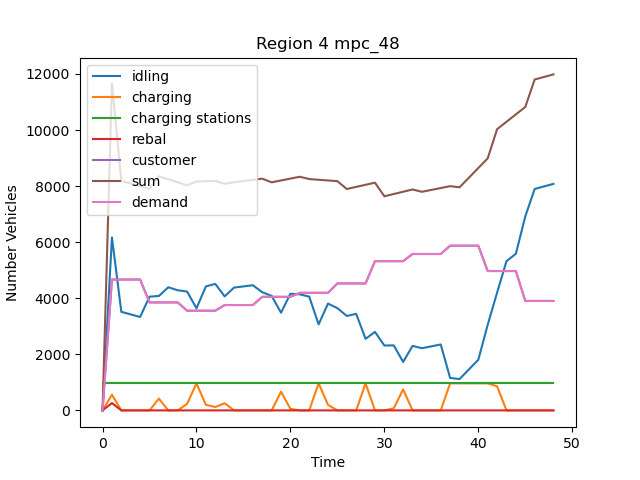 Region 4 mpc_48
12000
10000
8000
6000
4000
2000
0
Number Vehicles
idling
charging
charging stations
rebal
customer
sum
demand
0 10 20 30 40 50
Time